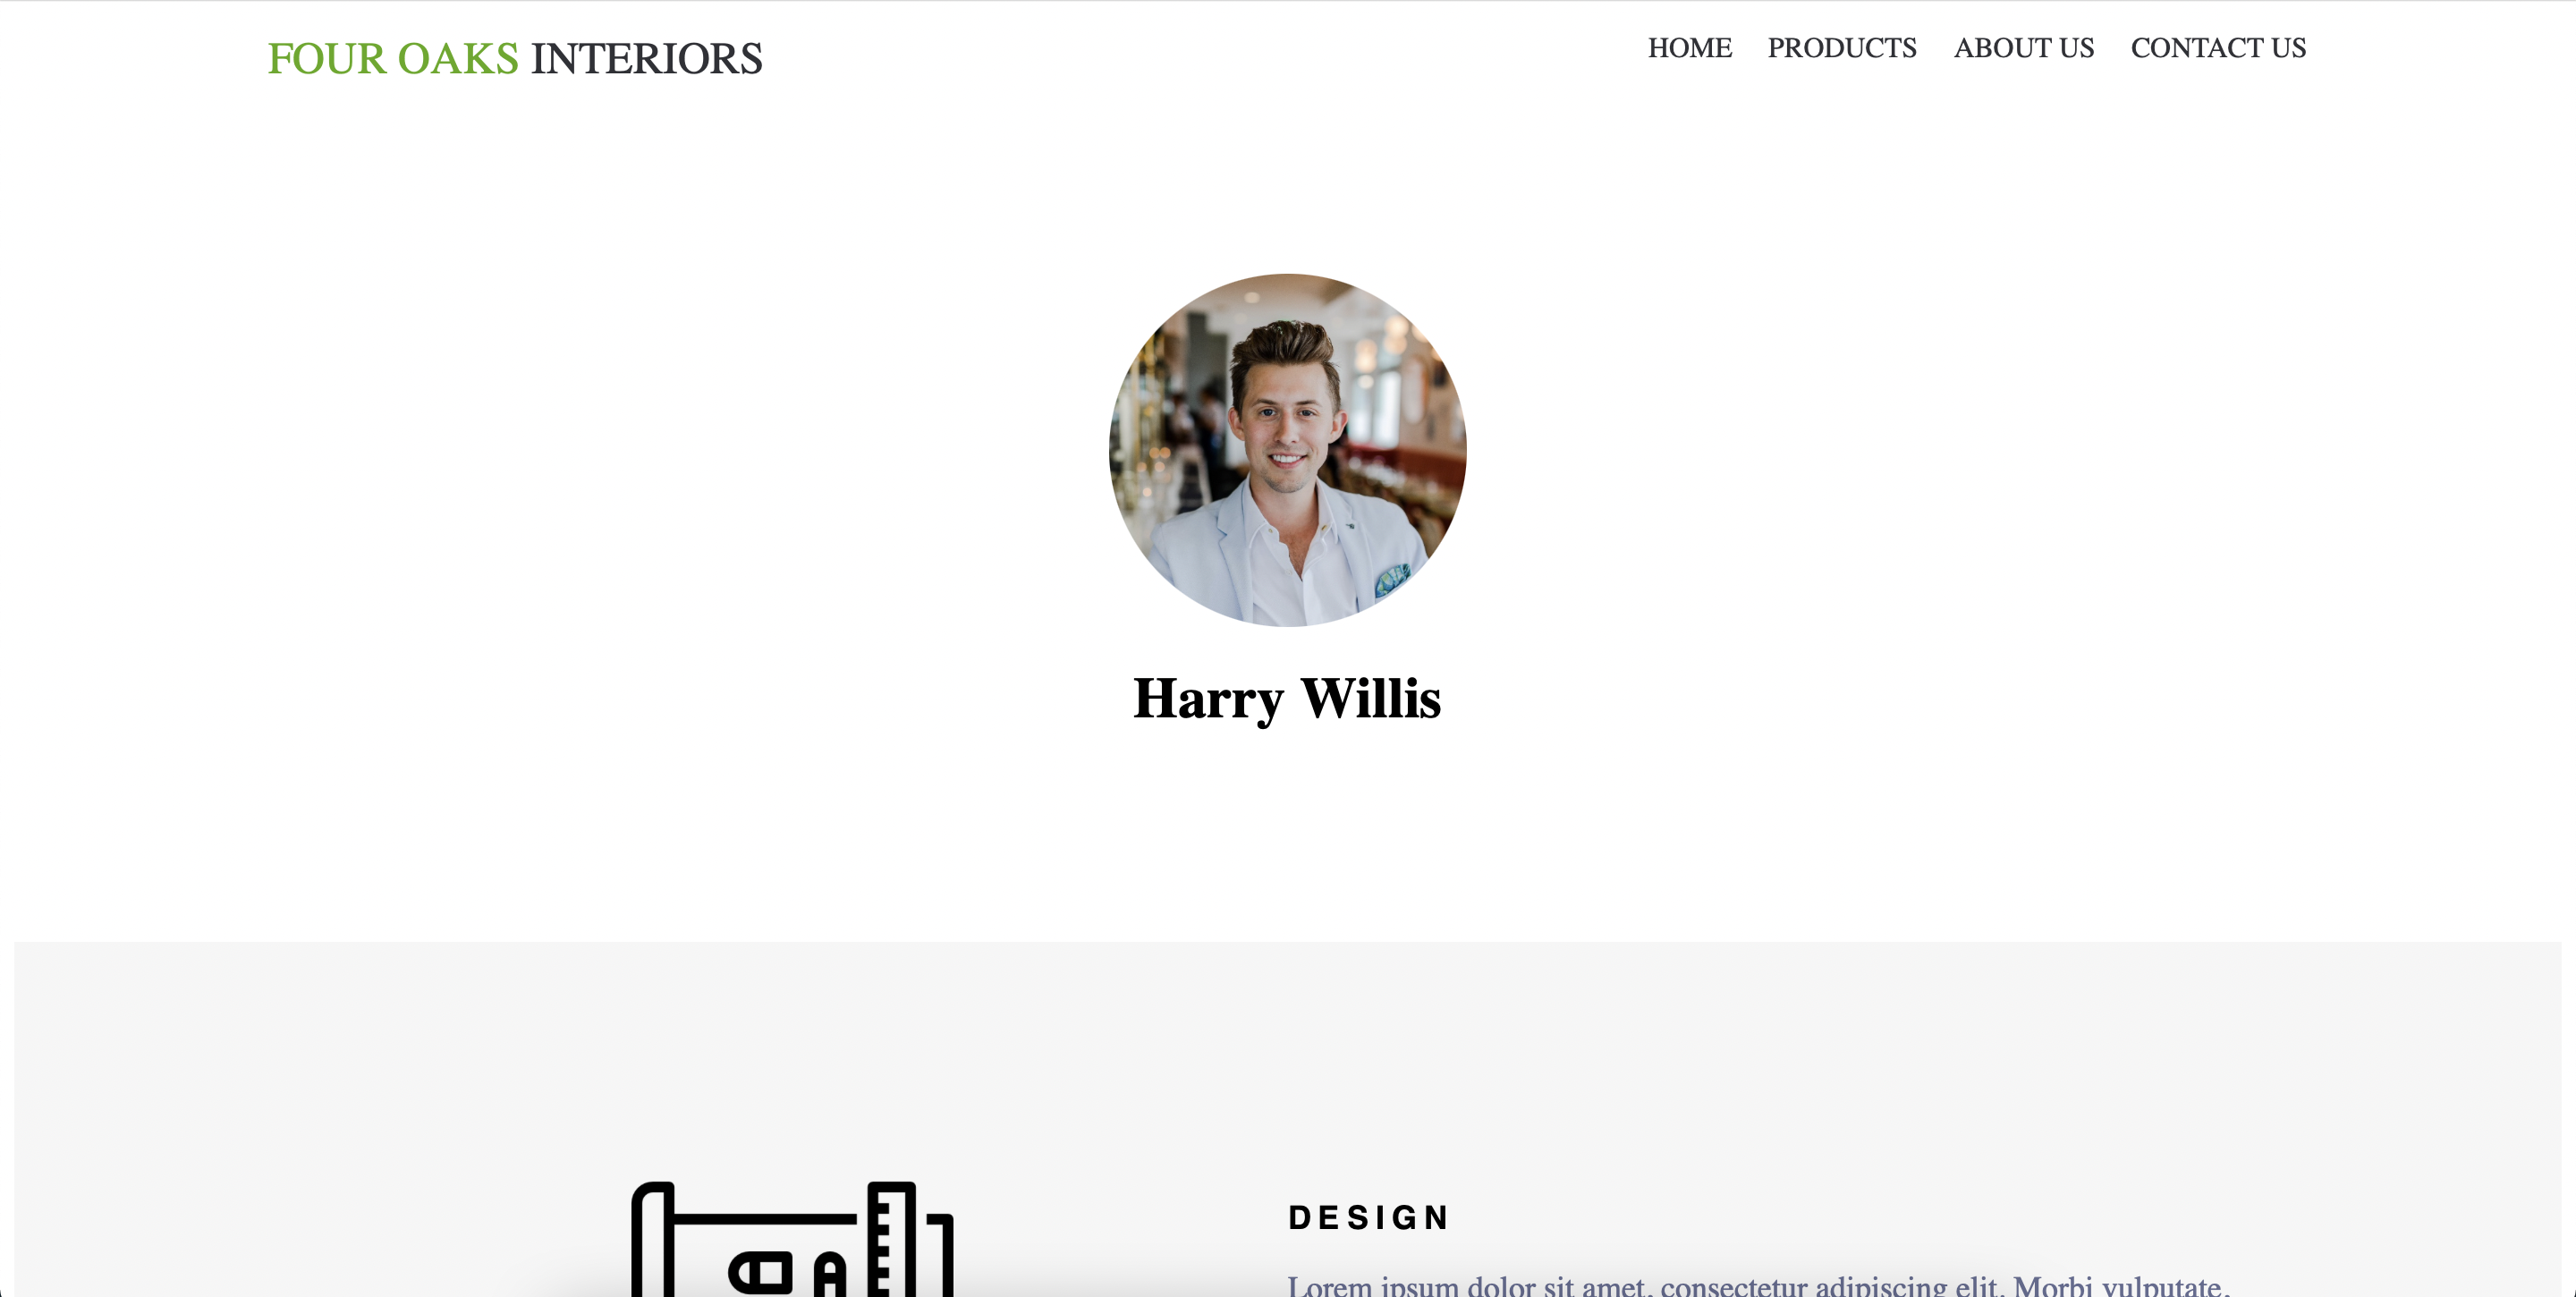 FOUR OAKS INTERIORS
HOME PRODUCTS ABOUT US CONTACT US
Harry Willis
A
DESIGN
Lorem ipsum dolor sit amet, consectetur adipiscing elit. Morbi vulputate,